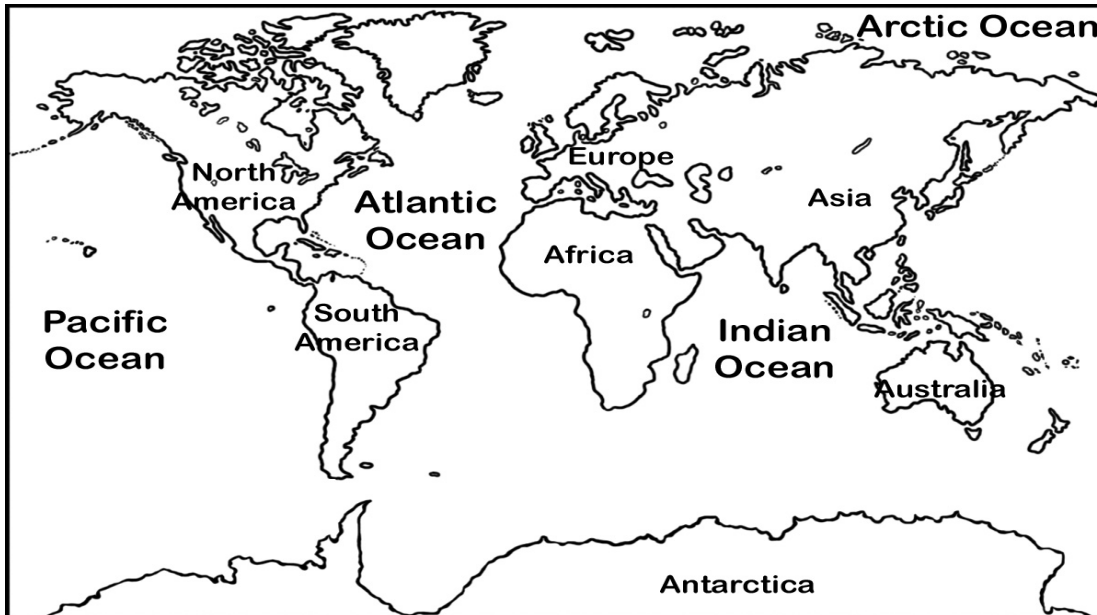 Arctic Ocean
North
America
Europe
Asia
Atlantic
Ocean
Africa
Pacific
Ocean
South
America
Indian
Ocean
Australia
Antarctica